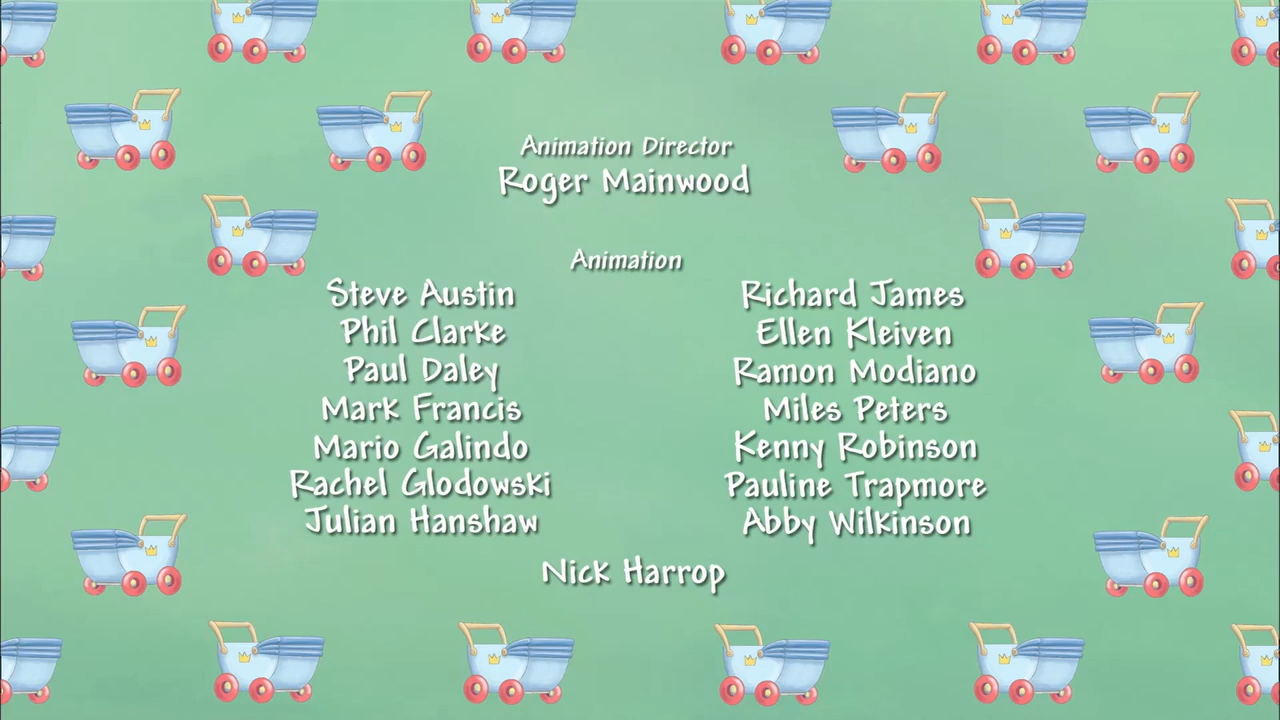 Animation Director
Roger Mainwood
Animation
Steve Austin
Phil Clarke
Paul Daley
Mark Francis
Mario Galindo
Rachel Glodowski
Julian Hanshaw
Richard James
Ellen Kleiven
Ramon Modiano
Miles Peters
Kenny Robinson
Pauline Trapmore
Abby Wilkinson
Nick Harrop